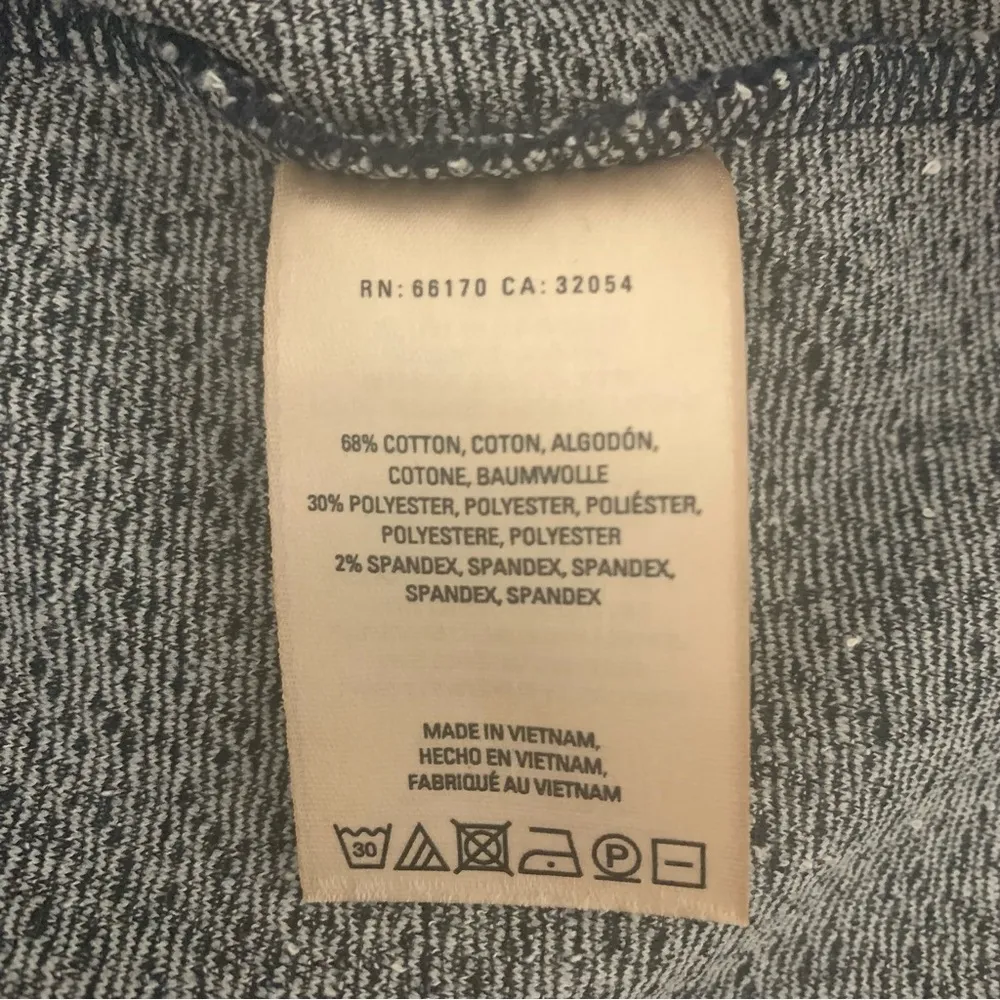 RN: 66170 CA: 32054
68% COTTON, COTON, ALGODÓN,
COTONE, BAUMWOLLE
30% POLYESTER, POLYESTER, POLIÉSTER,
POLYESTERE, POLYESTER
2% SPANDEX, SPANDEX, SPANDEX,
SPANDEX, SPANDEX
MADE IN VIETNAM,
HECHO EN VIETNAM,
FABRIQUÉ AU VIETNAM
30 P